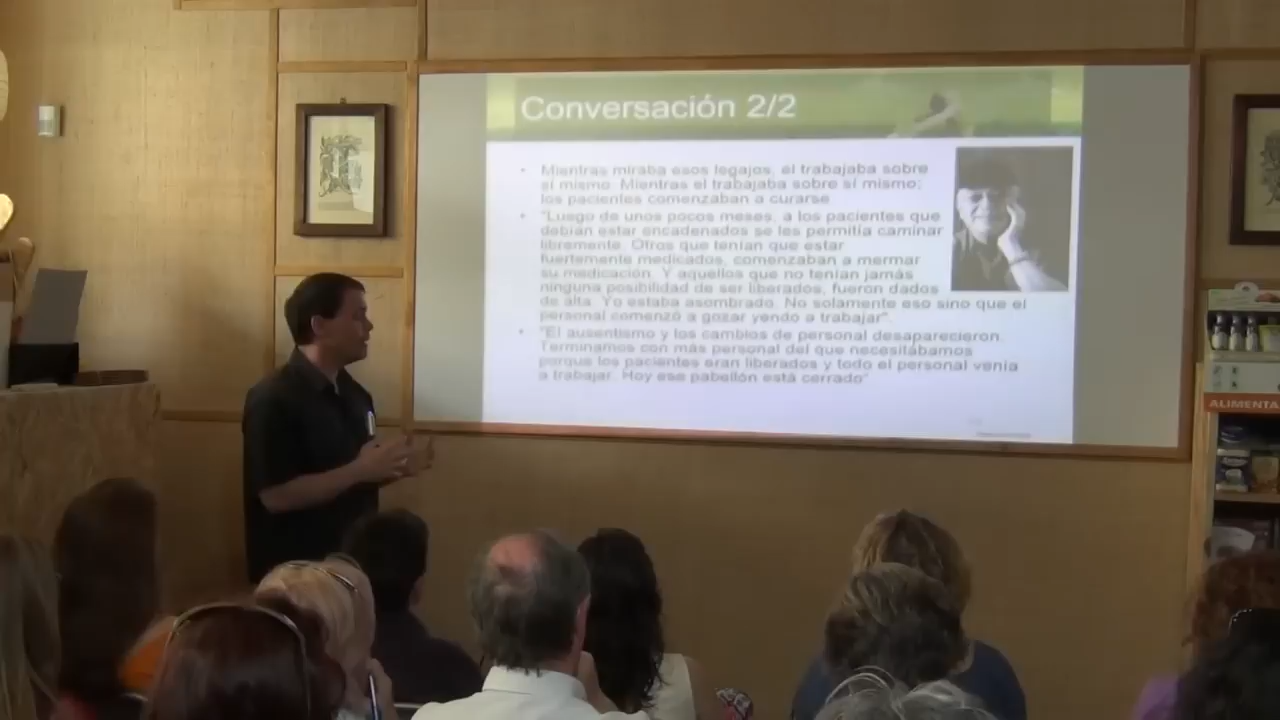 Conversación 2/2
• Mientras miraba esos legajos, él trabajaba sobre
sí mismo. Mientras el trabajaba sobre sí mismo;
los pacientes comenzaban a curarse
• "Luego de unos pocos meses, a los pacientes que
debían estar encadenados se les permitía caminar
libremente. Otros que tenían que estar
fuertemente medicados, comenzaban a mermar
su medicación. Y aquellos que no tenían jamás
ninguna posibilidad de ser liberados, fueron dados
de alta. Yo estaba asombrado. No solamente eso sino que el
personal comenzó a gozar yendo a trabajar".
• "El ausentismo y los cambios de personal desaparecieron.
Terminamos con más personal del que necesitábamos
porque los pacientes eran liberados y todo el personal venía
a trabajar. Hoy ese pabellón está cerrado"
ALIMENTA